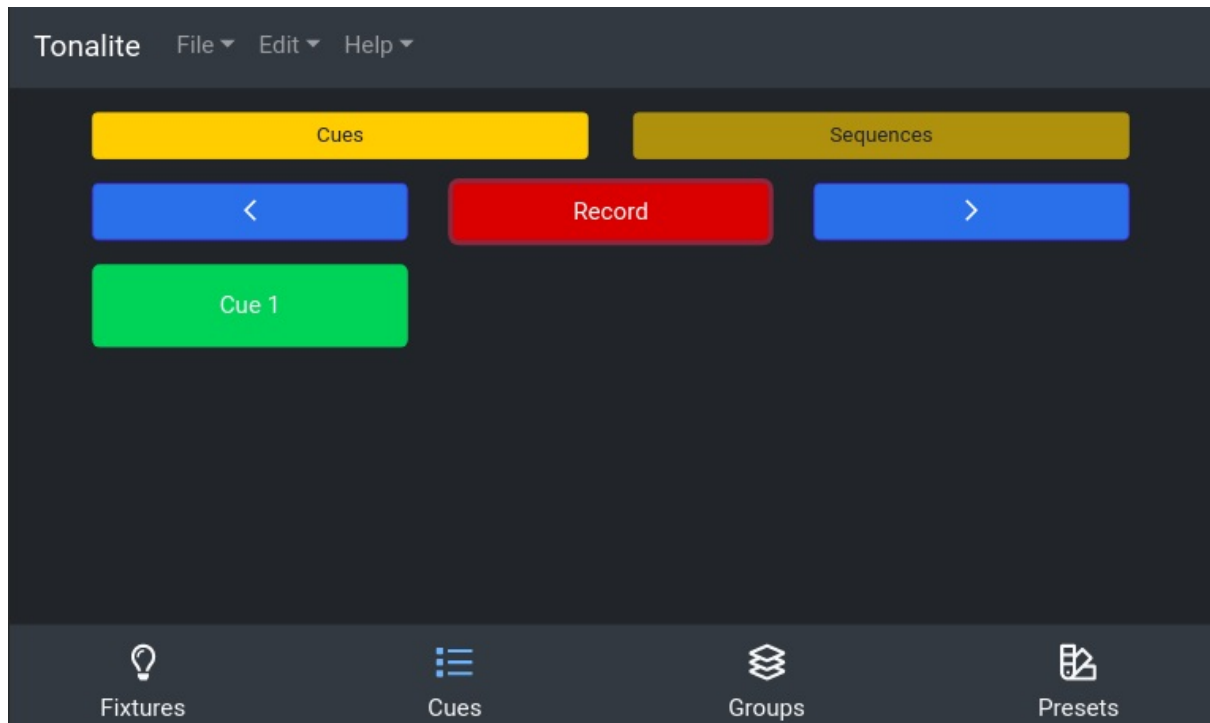 Tonalite File Edit Help
Cues Sequences
< Record >
Cue 1
Fixtures Cues Groups Presets